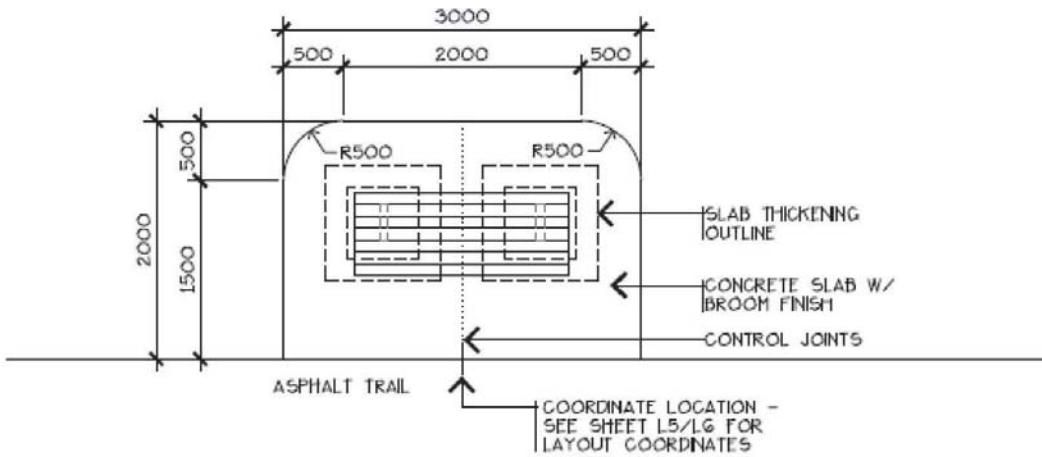 3000
500 2000 500
R500 R500
500
2000
1500
SLAB THICKENING
OUTLINE
CONCRETE SLAB W/
BROOM FINISH
CONTROL JOINTS
ASPHALT TRAIL
COORDINATE LOCATION -
SEE SHEET L5/L6 FOR
LAYOUT COORDINATES